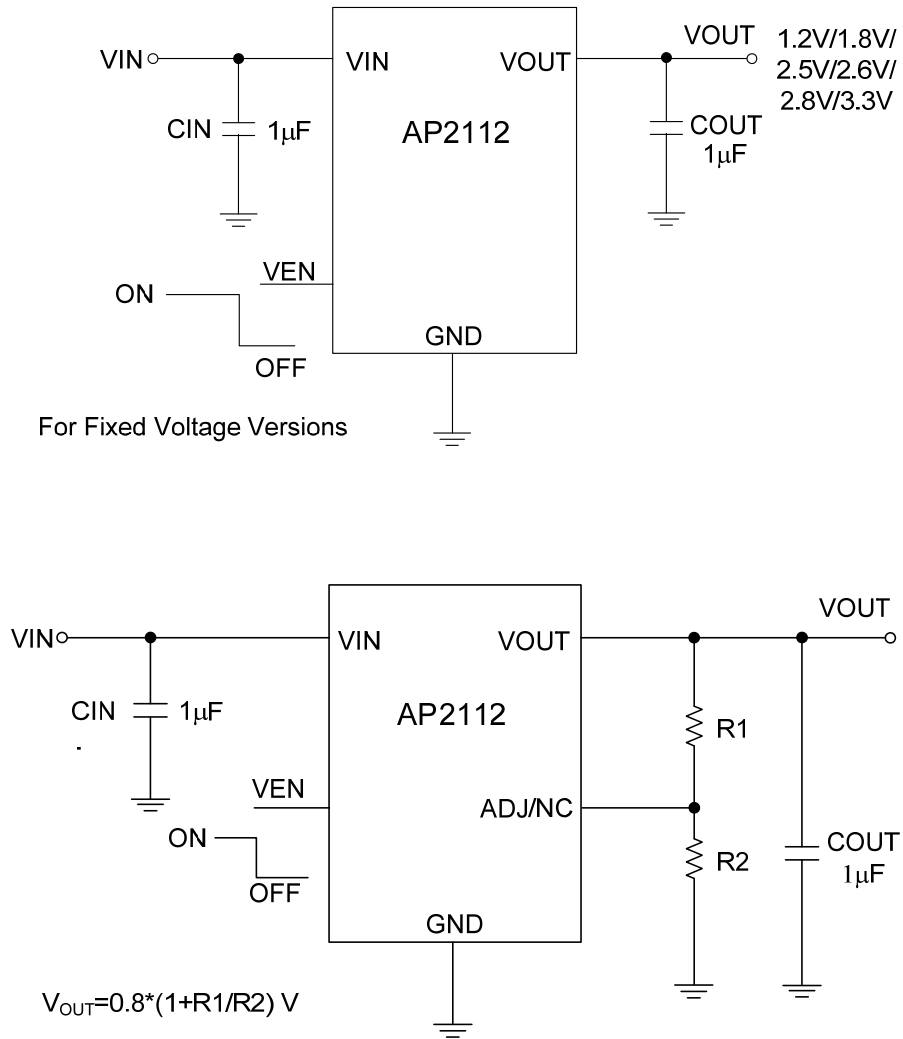 VIN
VIN
VOUT
VOUT
1.2V/1.8V/
2.5V/2.6V/
2.8V/3.3V
CIN
1μF
AP2112
COUT
1μF
VEN
ON
OFF
GND
For Fixed Voltage Versions
VOUT
VIN
VIN
VOUT
CIN
1μF
AP2112
R1
VEN
ADJ/NC
ON
OFF
R2
COUT
1μF
GND
VOUT=0.8*(1+R1/R2) V